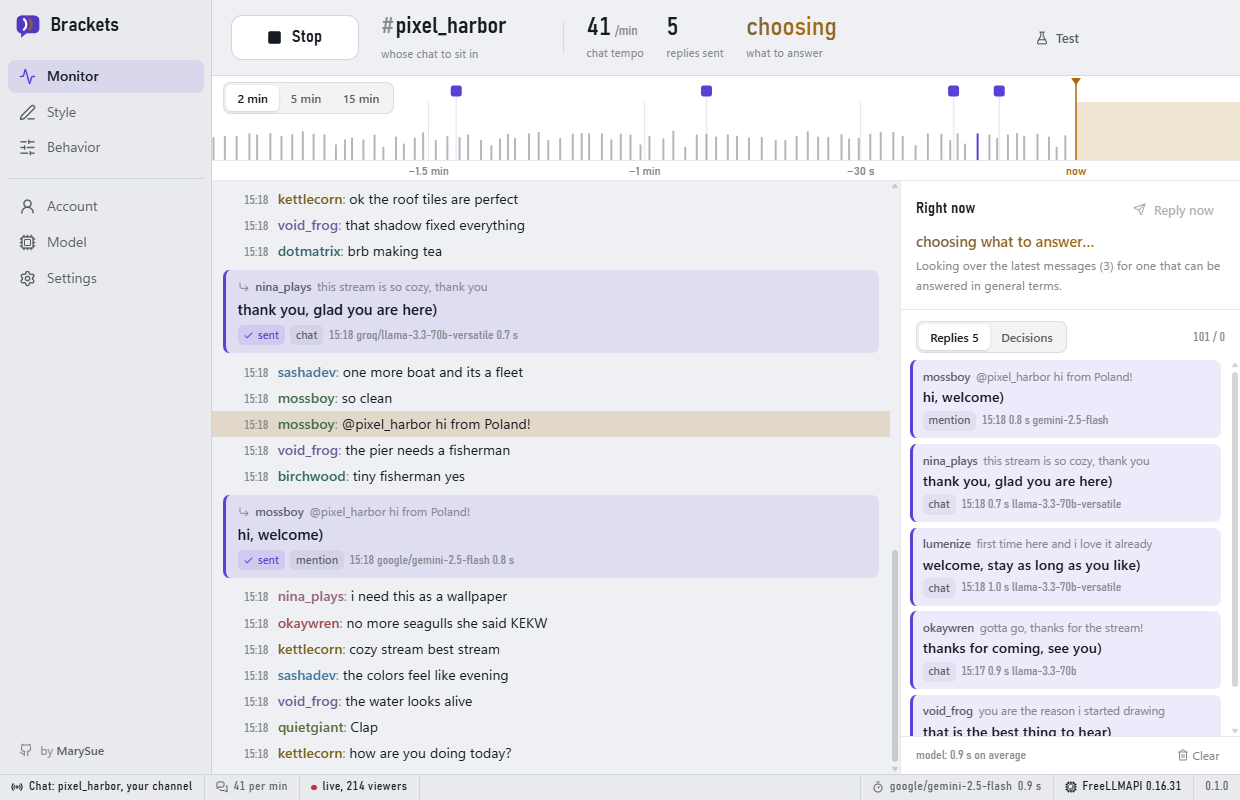 Brackets
Monitor
Style
Behavior
Account
Model
Settings
by MarySue
Stop
#pixel_harbor
whose chat to sit in
41 /min
chat tempo
5
replies sent
choosing
what to answer
Test
2 min 5 min 15 min
−1.5 min −1 min −30 s now
15:18 kettlecorn: ok the roof tiles are perfect
15:18 void_frog: that shadow fixed everything
15:18 dotmatrix: brb making tea
nina_plays this stream is so cozy, thank you
thank you, glad you are here)
sent chat 15:18 groq/llama-3.3-70b-versatile 0.7 s
15:18 sashadev: one more boat and its a fleet
15:18 mossboy: so clean
15:18 mossboy: @pixel_harbor hi from Poland!
15:18 void_frog: the pier needs a fisherman
15:18 birchwood: tiny fisherman yes
mossboy @pixel_harbor hi from Poland!
hi, welcome)
sent mention 15:18 google/gemini-2.5-flash 0.8 s
15:18 nina_plays: i need this as a wallpaper
15:18 okaywren: no more seagulls she said KEKW
15:18 kettlecorn: cozy stream best stream
15:18 sashadev: the colors feel like evening
15:18 void_frog: the water looks alive
15:18 quietgiant: Clap
15:18 kettlecorn: how are you doing today?
Right now
Reply now
choosing what to answer...
Looking over the latest messages (3) for one that can be
answered in general terms.
Replies 5 Decisions 101 / 0
mossboy @pixel_harbor hi from Poland!
hi, welcome)
mention 15:18 0.8 s gemini-2.5-flash
nina_plays this stream is so cozy, thank you
thank you, glad you are here)
chat 15:18 0.7 s llama-3.3-70b-versatile
lumenize first time here and i love it already
welcome, stay as long as you like)
chat 15:18 1.0 s llama-3.3-70b-versatile
okaywren gotta go, thanks for the stream!
thanks for coming, see you)
chat 15:17 0.9 s llama-3.3-70b
void_frog you are the reason i started drawing
that is the best thing to hear)
model: 0.9 s on average
Clear
Chat: pixel_harbor, your channel
41 per min
live, 214 viewers
google/gemini-2.5-flash 0.9 s
FreeLLMAPI 0.16.31
0.1.0